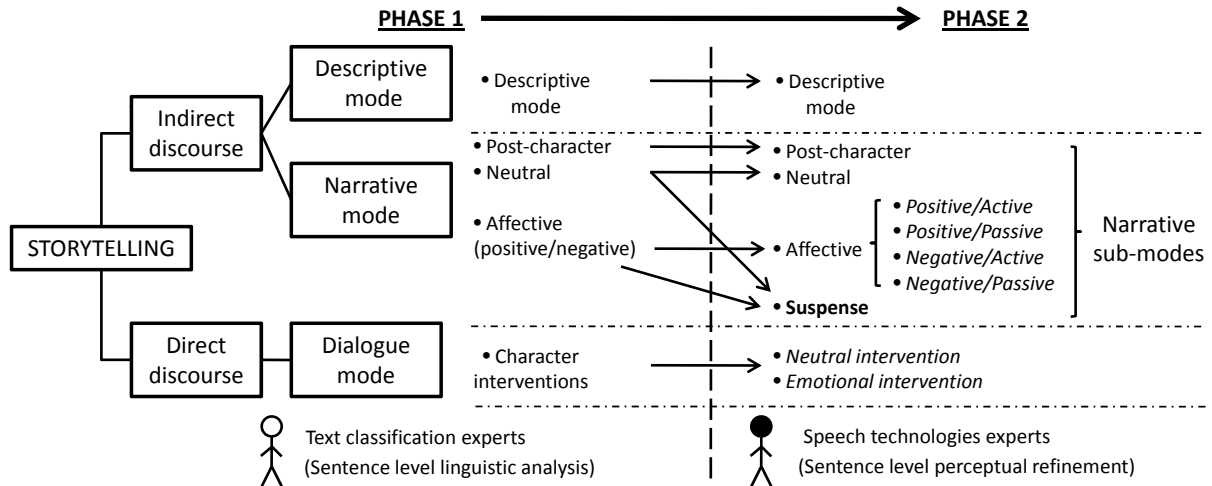 PHASE 1
PHASE 2
STORYTELLING
Indirect
discourse
Descriptive
mode
Narrative
mode
Direct
discourse
Dialogue
mode
• Descriptive
mode
• Descriptive
mode
• Post-character
• Neutral
• Affective
(positive/negative)
• Post-character
• Neutral
• Affective
• Positive/Active
• Positive/Passive
• Negative/Active
• Negative/Passive
• Suspense
Narrative
sub-modes
• Character
interventions
• Neutral intervention
• Emotional intervention
Text classification experts
(Sentence level linguistic analysis)
Speech technologies experts
(Sentence level perceptual refinement)